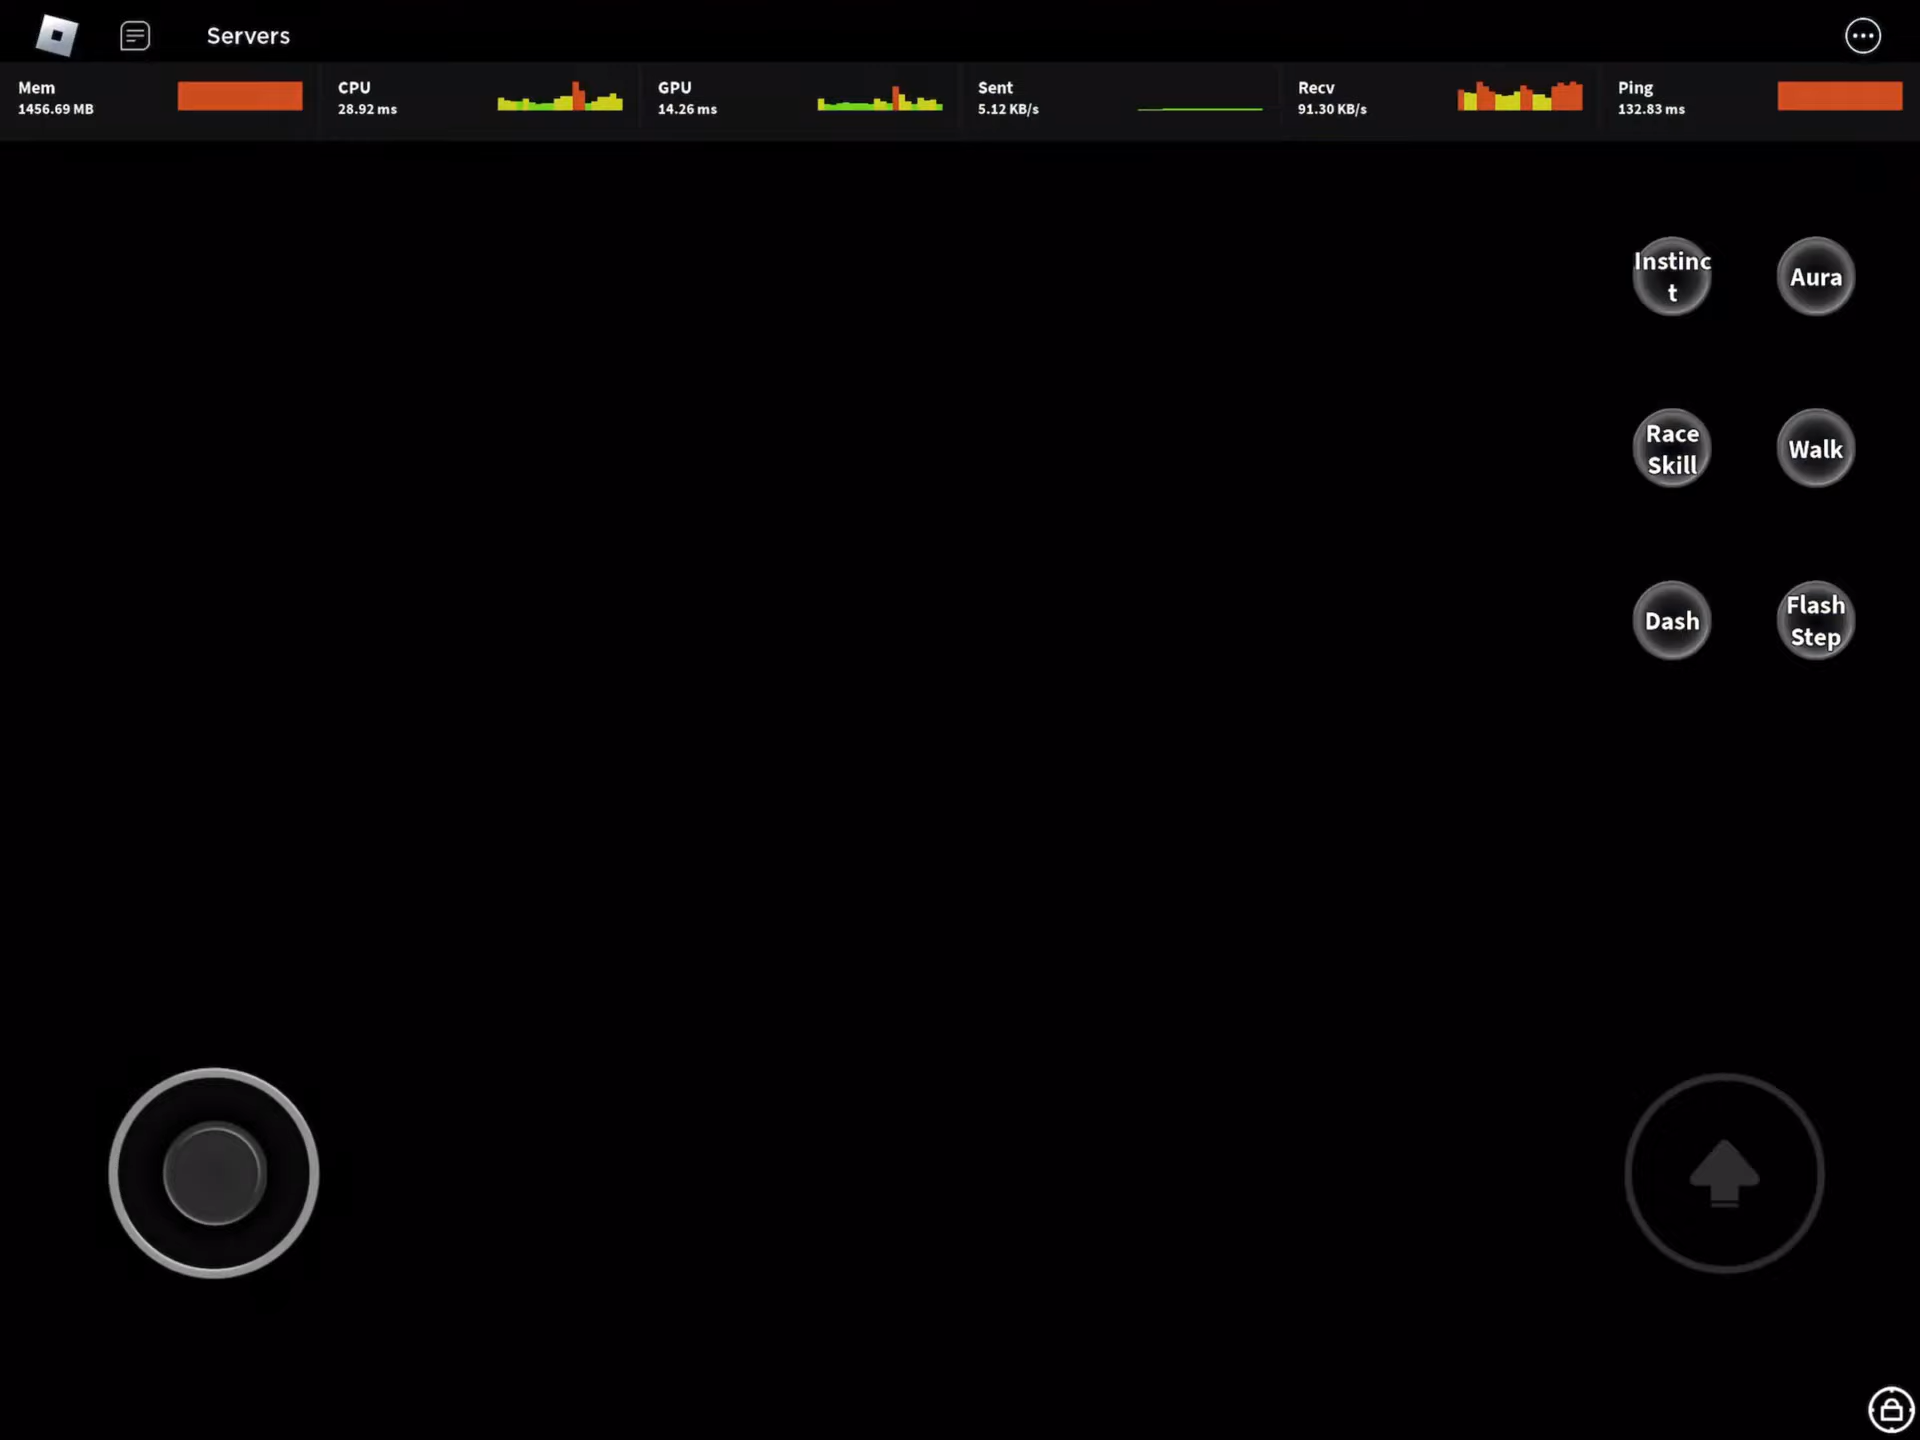 Servers
Mem
1456.69 MB
CPU
28.92 ms
GPU
14.26 ms
Sent
5.12 KB/s
Recv
91.30 KB/s
Ping
132.83 ms
Instinc
t
Aura
Race
Skill
Walk
Dash
Flash
Step